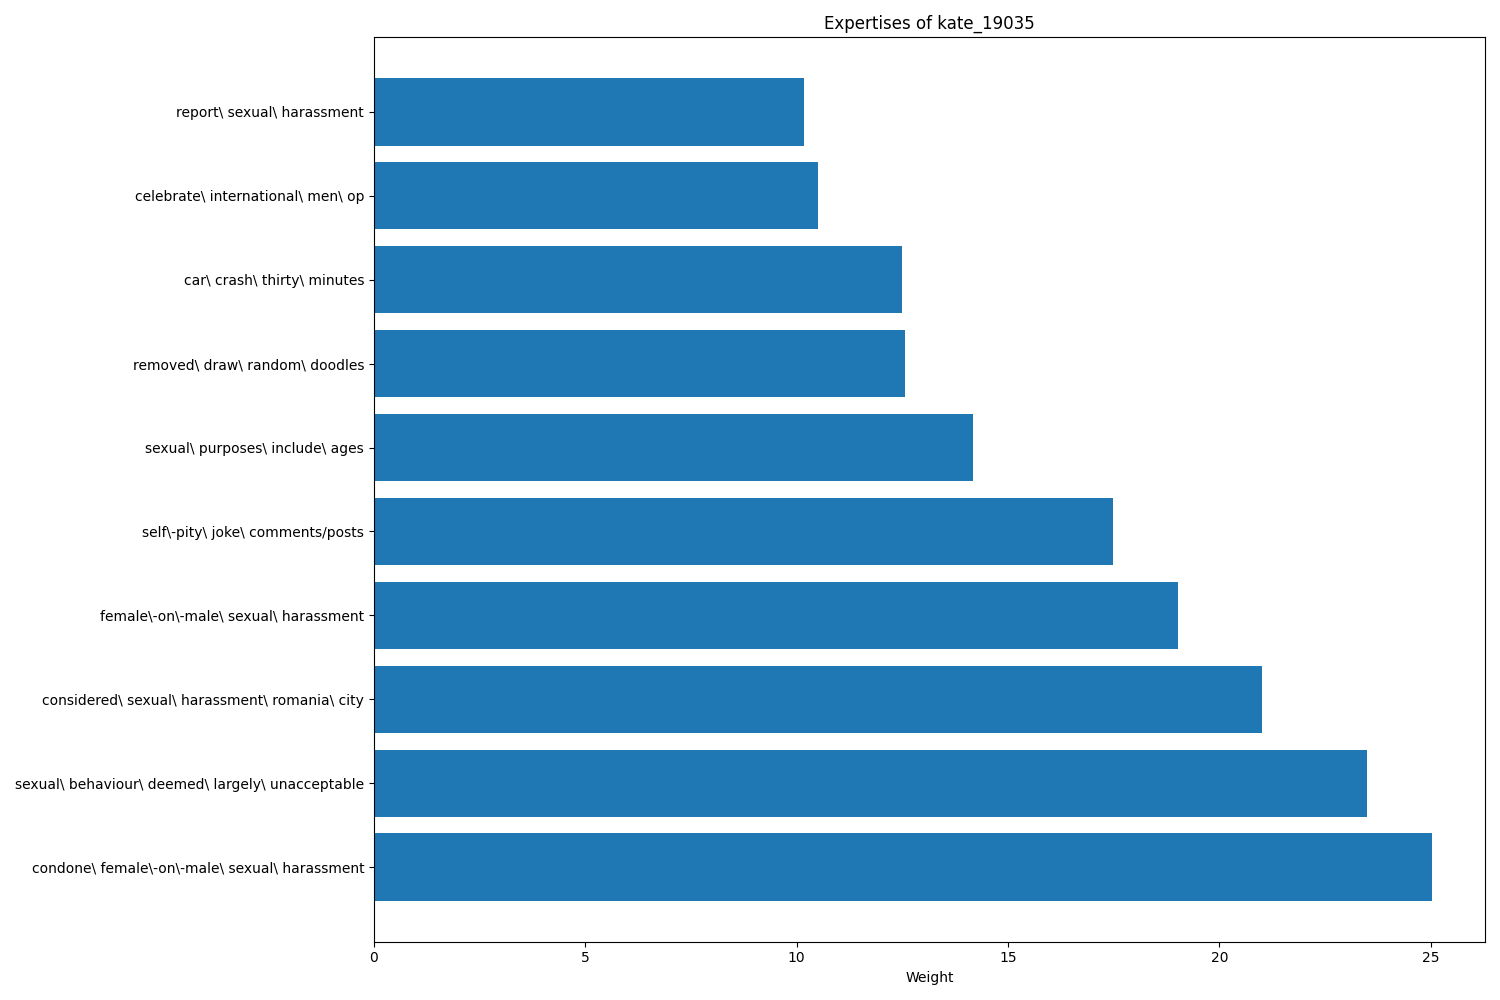 Expertises of kate_19035
report\ sexual\ harassment
celebrate\ international\ men\ op
car\ crash\ thirty\ minutes
removed\ draw\ random\ doodles
sexual\ purposes\ include\ ages
self\-pity\ joke\ comments/posts
female\-on\-male\ sexual\ harassment
considered\ sexual\ harassment\ romania\ city
sexual\ behaviour\ deemed\ largely\ unacceptable
condone\ female\-on\-male\ sexual\ harassment
0 5 10 15 20 25
Weight